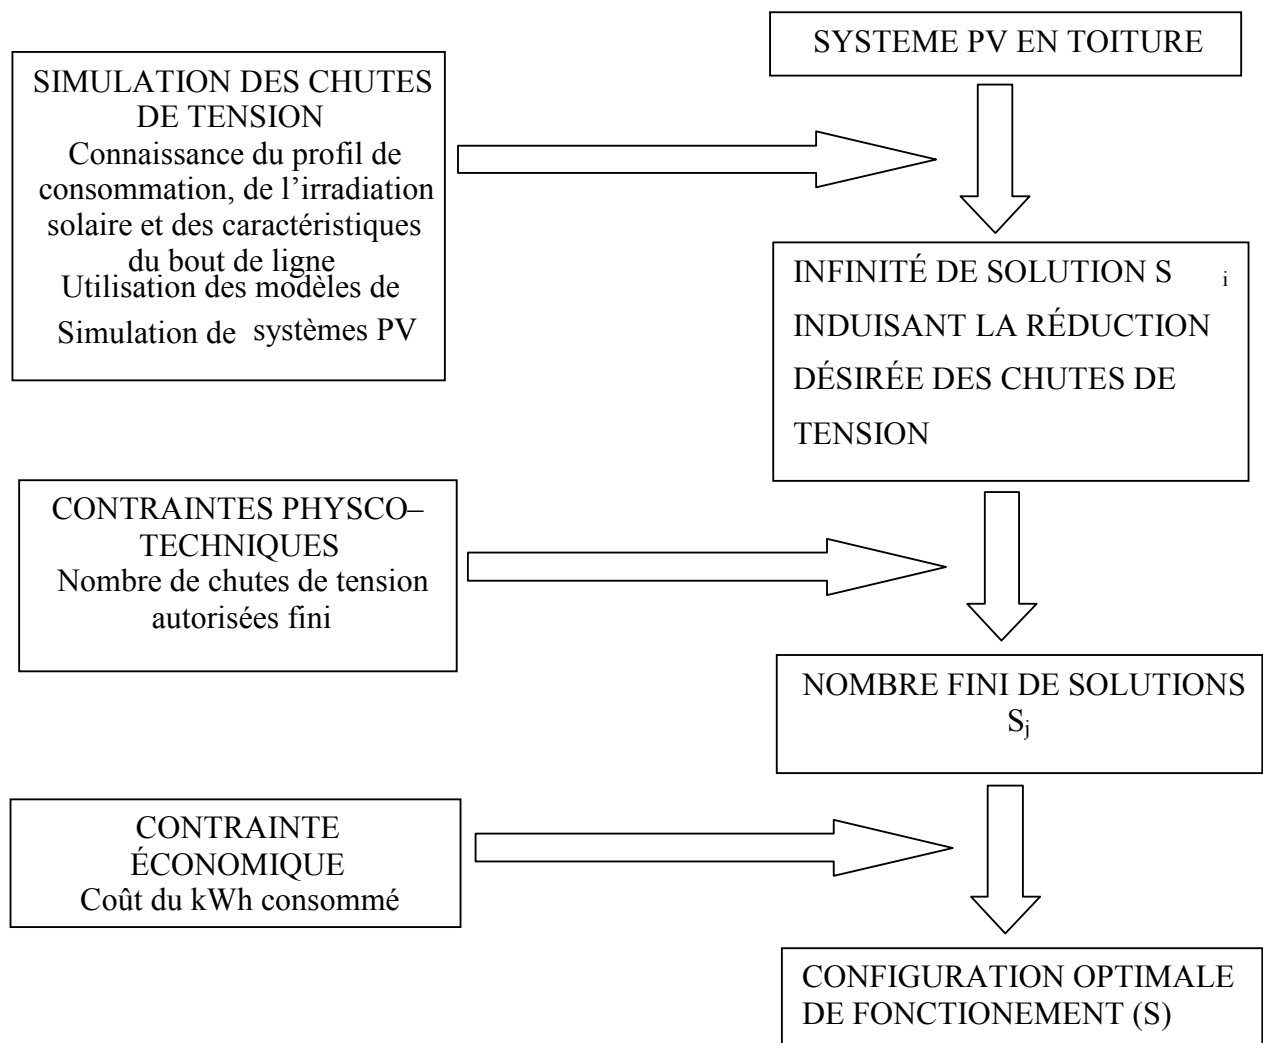 SYSTEME PV EN TOITURE
SIMULATION DES CHUTES
DE TENSION
Connaissance du profil de
consommation, de l’irradiation
solaire et des caractéristiques
du bout de ligne
Utilisation des modèles de
Simulation de systèmes PV
INFINITÉ DE SOLUTION S i
INDUISANT LA RÉDUCTION
DÉSIRÉE DES CHUTES DE
TENSION
CONTRAINTES PHYSCO–
TECHNIQUES
Nombre de chutes de tension
autorisées fini
NOMBRE FINI DE SOLUTIONS
Sj
CONTRAINTE
ÉCONOMIQUE
Coût du kWh consommé
CONFIGURATION OPTIMALE
DE FONCTIONEMENT (S)